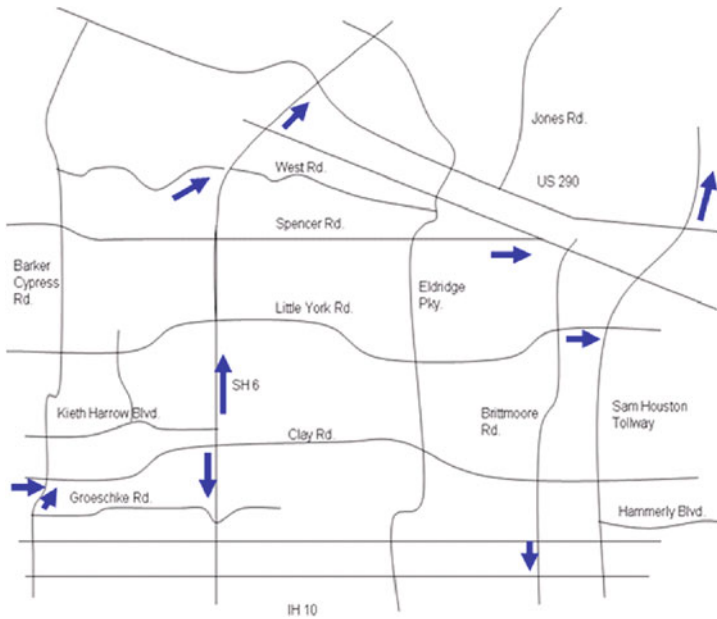 Jones Rd.
West Rd.
US 290
Spencer Rd.
Barker
Cypress
Rd.
Eldridge
Pky.
Little York Rd.
SH 6
Kieth Harrow Blvd.
Clay Rd.
Brittmoore
Rd.
Sam Houston
Tollway
Groeschke Rd.
Hammerly Blvd.
IH 10